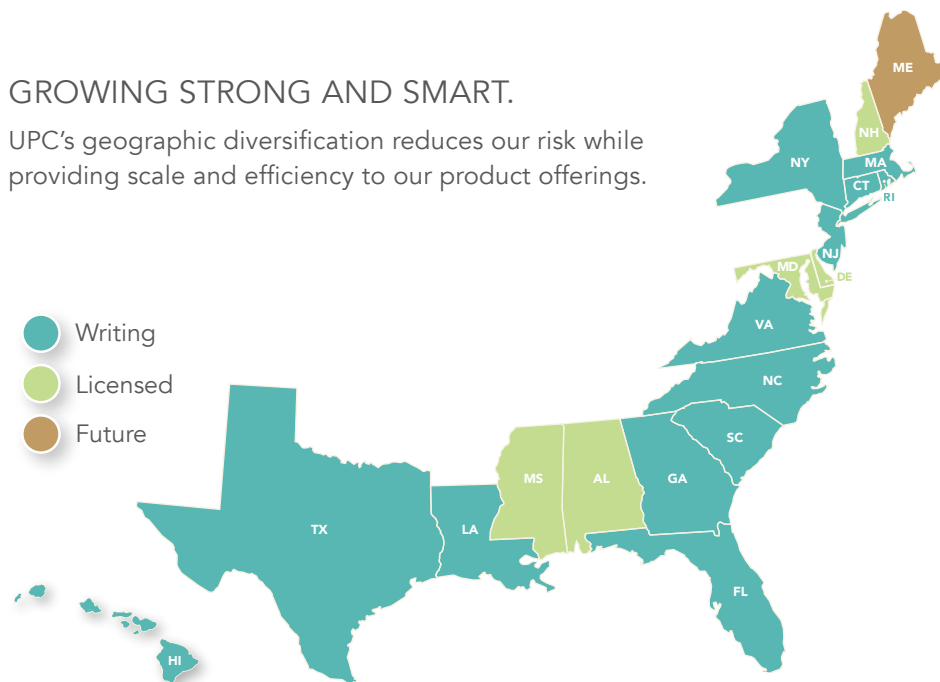 GROWING STRONG AND SMART.
UPC’s geographic diversification reduces our risk while
providing scale and efficiency to our product offerings.
ME
NH
NY
MA
CT
RI
NJ
MD
DE
VA
Writing
NC
Licensed
Future
SC
MS
AL
GA
TX
LA
FL
HI